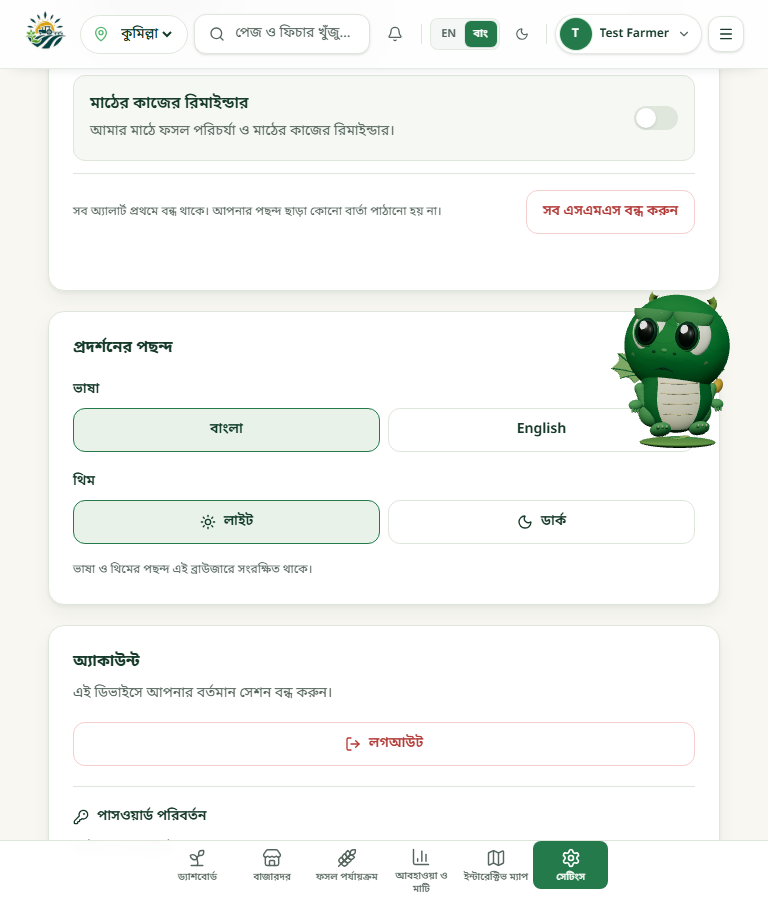 কুমিল্লা
পেজ ও ফিচার খুঁজু...
EN
বাং
T
Test Farmer
মাঠের কাজের রিমাইন্ডার
আমার মাঠে ফসল পরিচর্যা ও মাঠের কাজের রিমাইন্ডার।
সব অ্যালার্ট প্রথমে বন্ধ থাকে। আপনার পছন্দ ছাড়া কোনো বার্তা পাঠানো হয় না।
সব এসএমএস বন্ধ করুন
প্রদর্শনের পছন্দ
ভাষা
বাংলা
English
থিম
লাইট
ডার্ক
ভাষা ও থিমের পছন্দ এই ব্রাউজারে সংরক্ষিত থাকে।
অ্যাকাউন্ট
এই ডিভাইসে আপনার বর্তমান সেশন বন্ধ করুন।
লগআউট
পাসওয়ার্ড পরিবর্তন
ড্যাশবোর্ড
বাজারদর
ফসল পর্যায়ক্রম
আবহাওয়া ও
মাটি
ইন্টারেক্টিভ ম্যাপ
সেটিংস